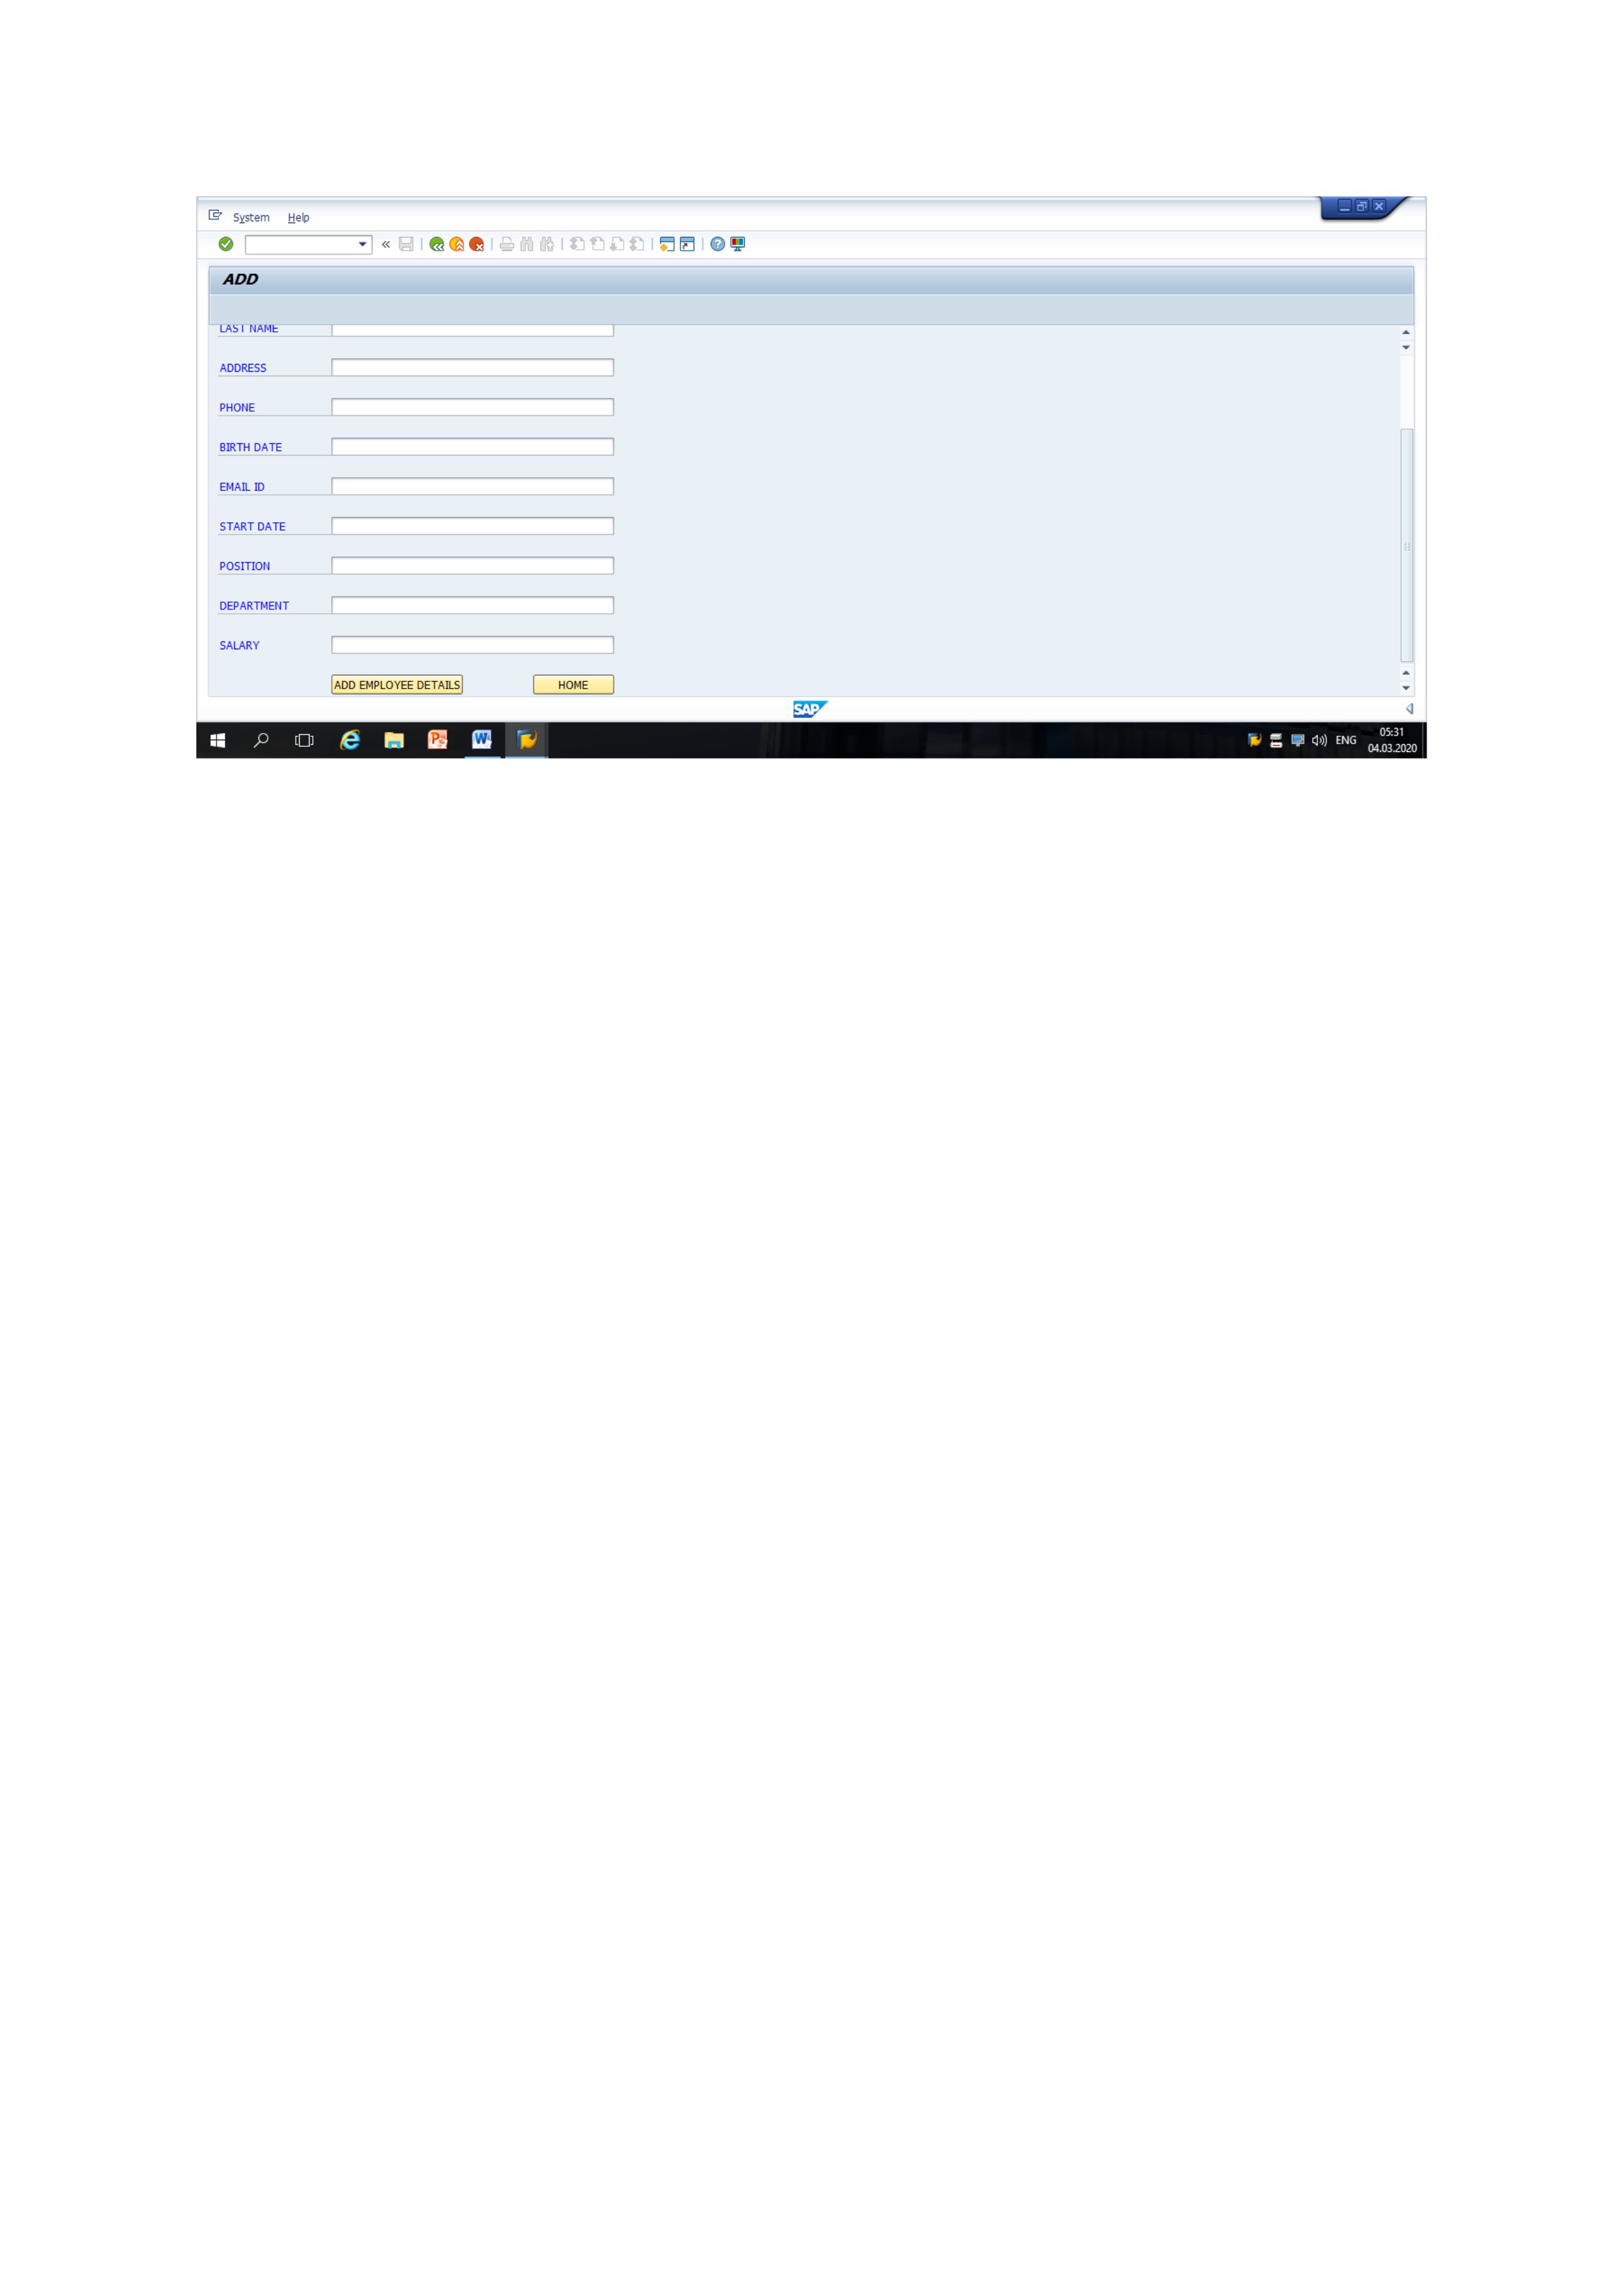 System Help
ADD
LAST NAME
ADDRESS
PHONE
BIRTH DATE
EMAIL ID
START DATE
POSITION
DEPARTMENT
SALARY
ADD EMPLOYEE DETAILS HOME
SAP
ENG 05:31
04.03.2020